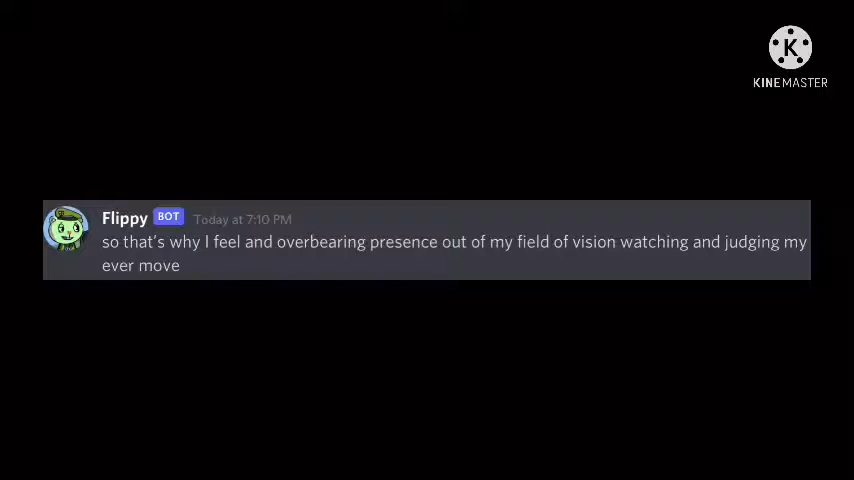 K
KINEMASTER
Flippy BOT Today at 7:10 PM
so that's why I feel and overbearing presence out of my field of vision watching and judging my
ever move